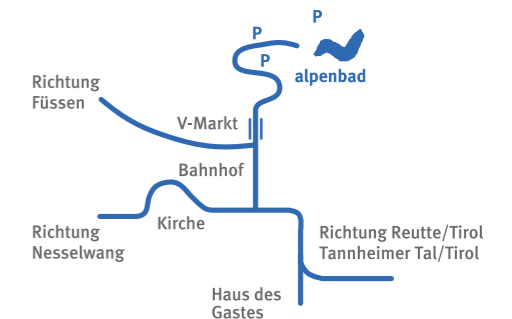 P
P
P
alpenbad
Richtung
Füssen
V-Markt
Bahnhof
Kirche
Richtung
Nesselwang
Richtung Reutte/Tirol
Tannheimer Tal/Tirol
Haus des
Gastes